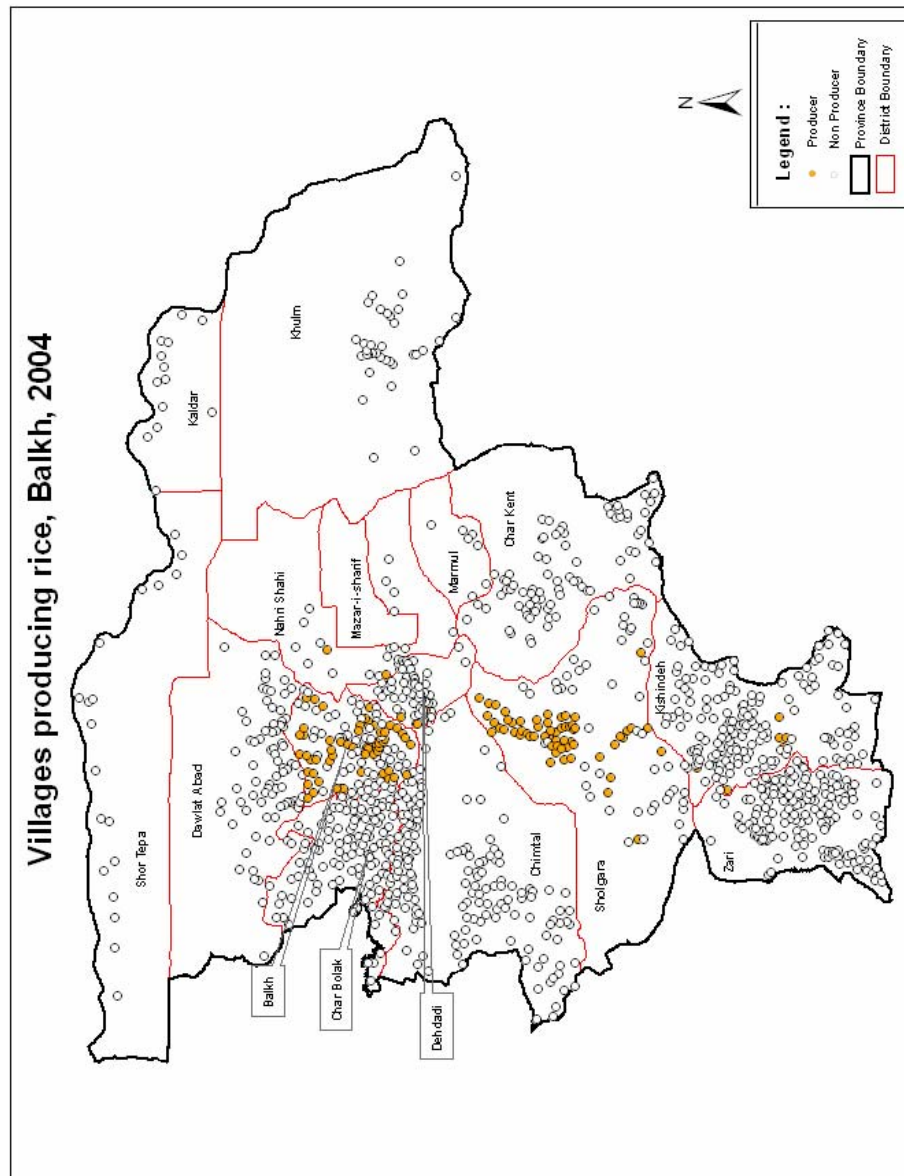 Villages producing rice, Balkh, 2004
Shor Tepa
Kaldar
Dawlat Abad
Khulm
Nahri Shahi
Mazar-i-sharif
Balkh
Char Bolak
Marmul
Dehdadi
Char Kent
Chimtal
Sholgara
Kishindeh
Zari
N
Legend :
Producer
Non Producer
Province Boundary
District Boundary